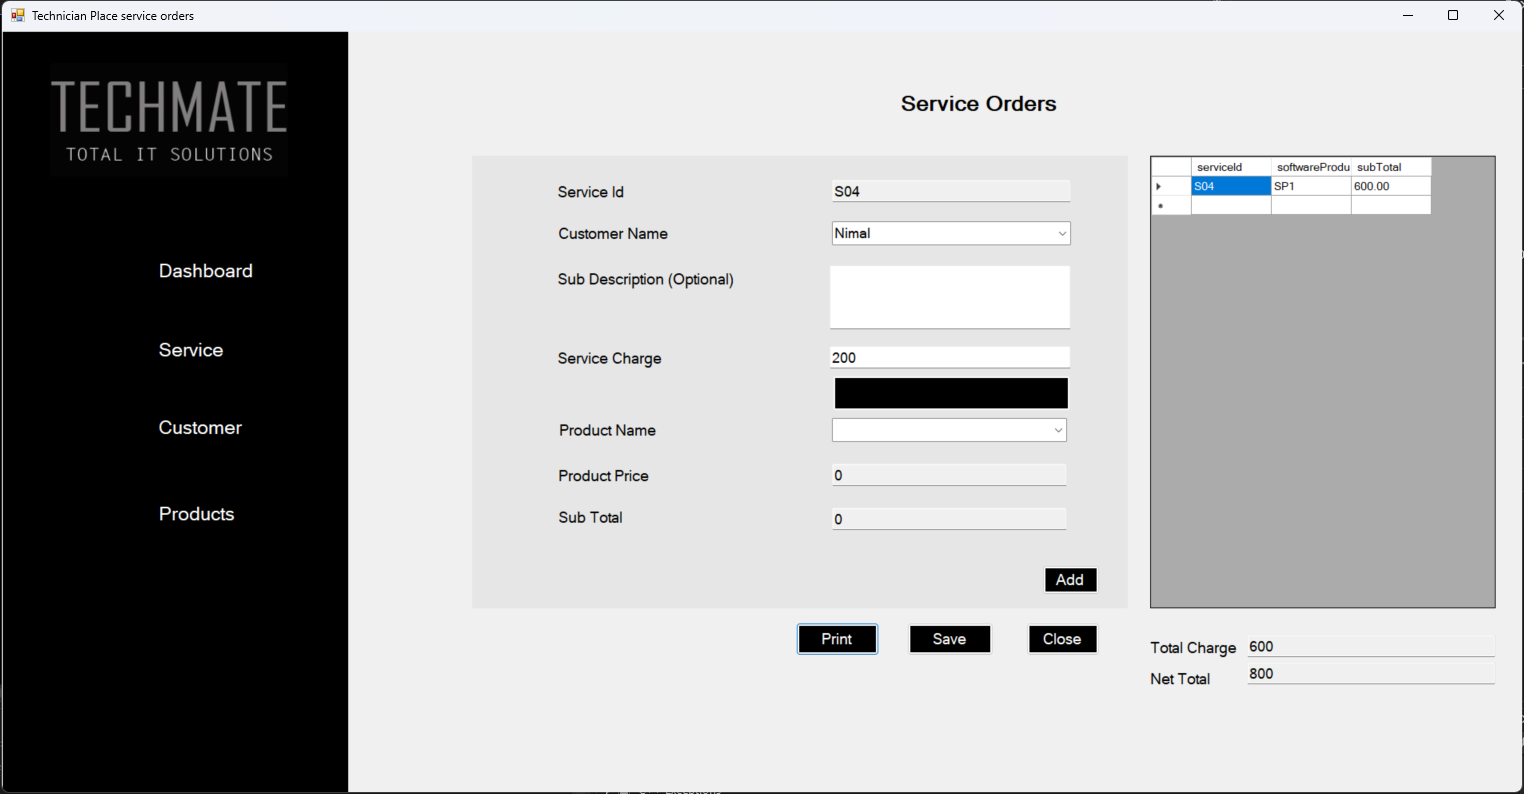 Technician Place service orders
TECHMATE
TOTAL IT SOLUTIONS
Dashboard
Service
Customer
Products
Service Orders
Service Id
S04
Customer Name
Nimal
Sub Description (Optional)
Service Charge
200
Product Name
Product Price
0
Sub Total
0
Add
Print
Save
Close
serviceId softwareProdu subTotal
S04 SP1 600.00
Total Charge
600
Net Total
800